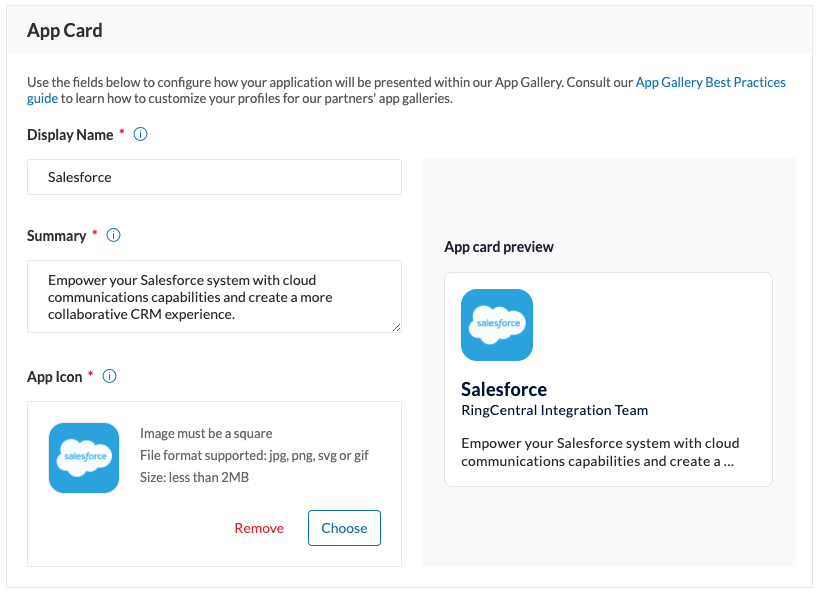 App Card
Use the fields below to configure how your application will be presented within our App Gallery. Consult our App Gallery Best Practices
guide to learn how to customize your profiles for our partners' app galleries.
Display Name *
Salesforce
Summary *
Empower your Salesforce system with cloud
communications capabilities and create a more
collaborative CRM experience.
App Icon *
salesforce
Image must be a square
File format supported: jpg, png, svg or gif
Size: less than 2MB
Remove
Choose
App card preview
salesforce
Salesforce
RingCentral Integration Team
Empower your Salesforce system with cloud
communications capabilities and create a ...